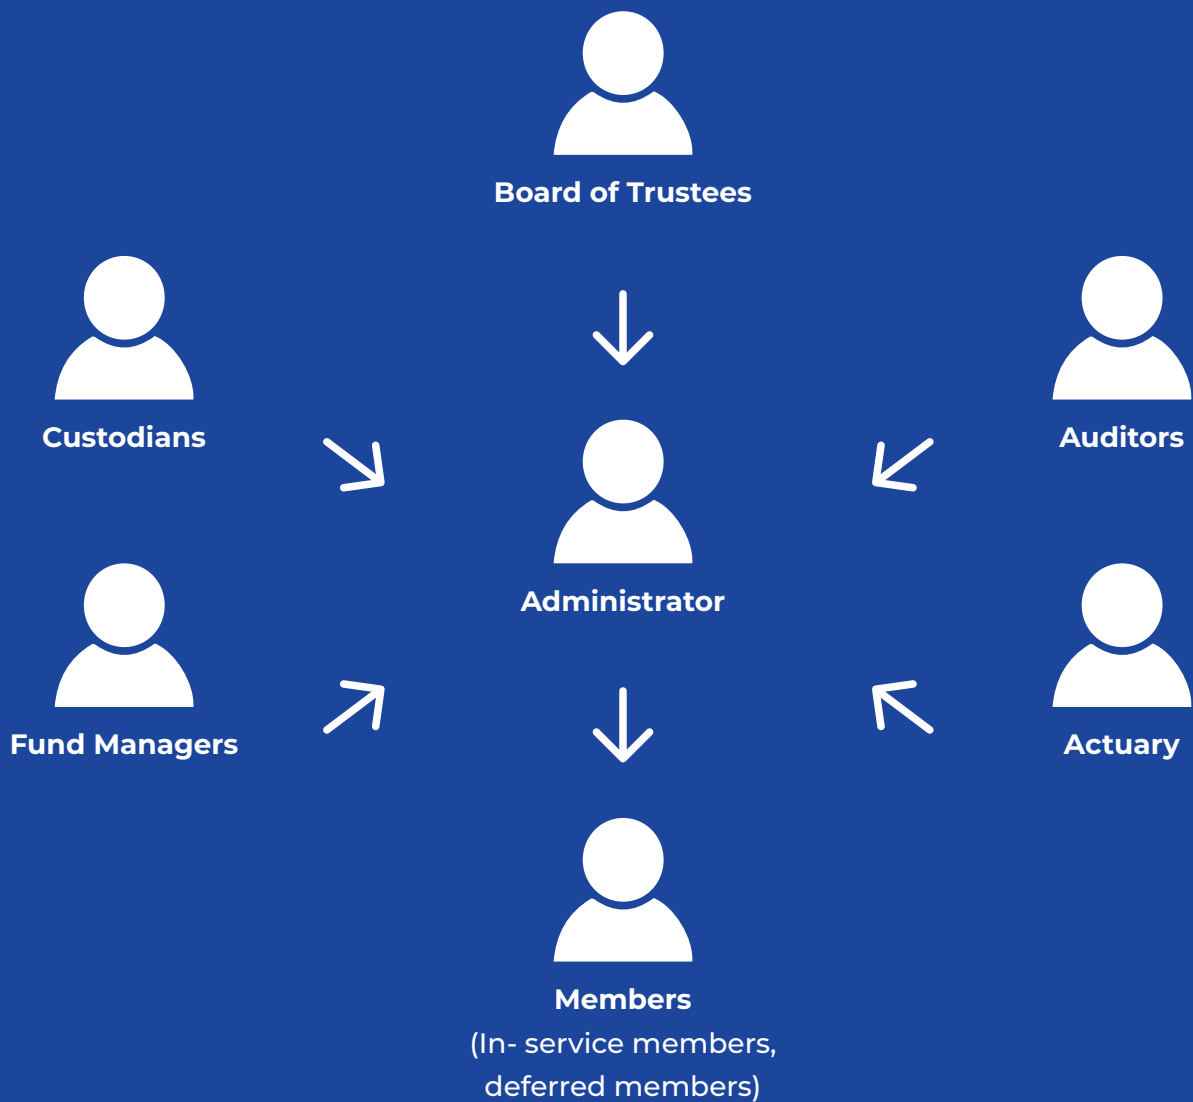 Board of Trustees
Custodians
Auditors
Administrator
Fund Managers
Actuary
Members
(In- service members,
deferred members)